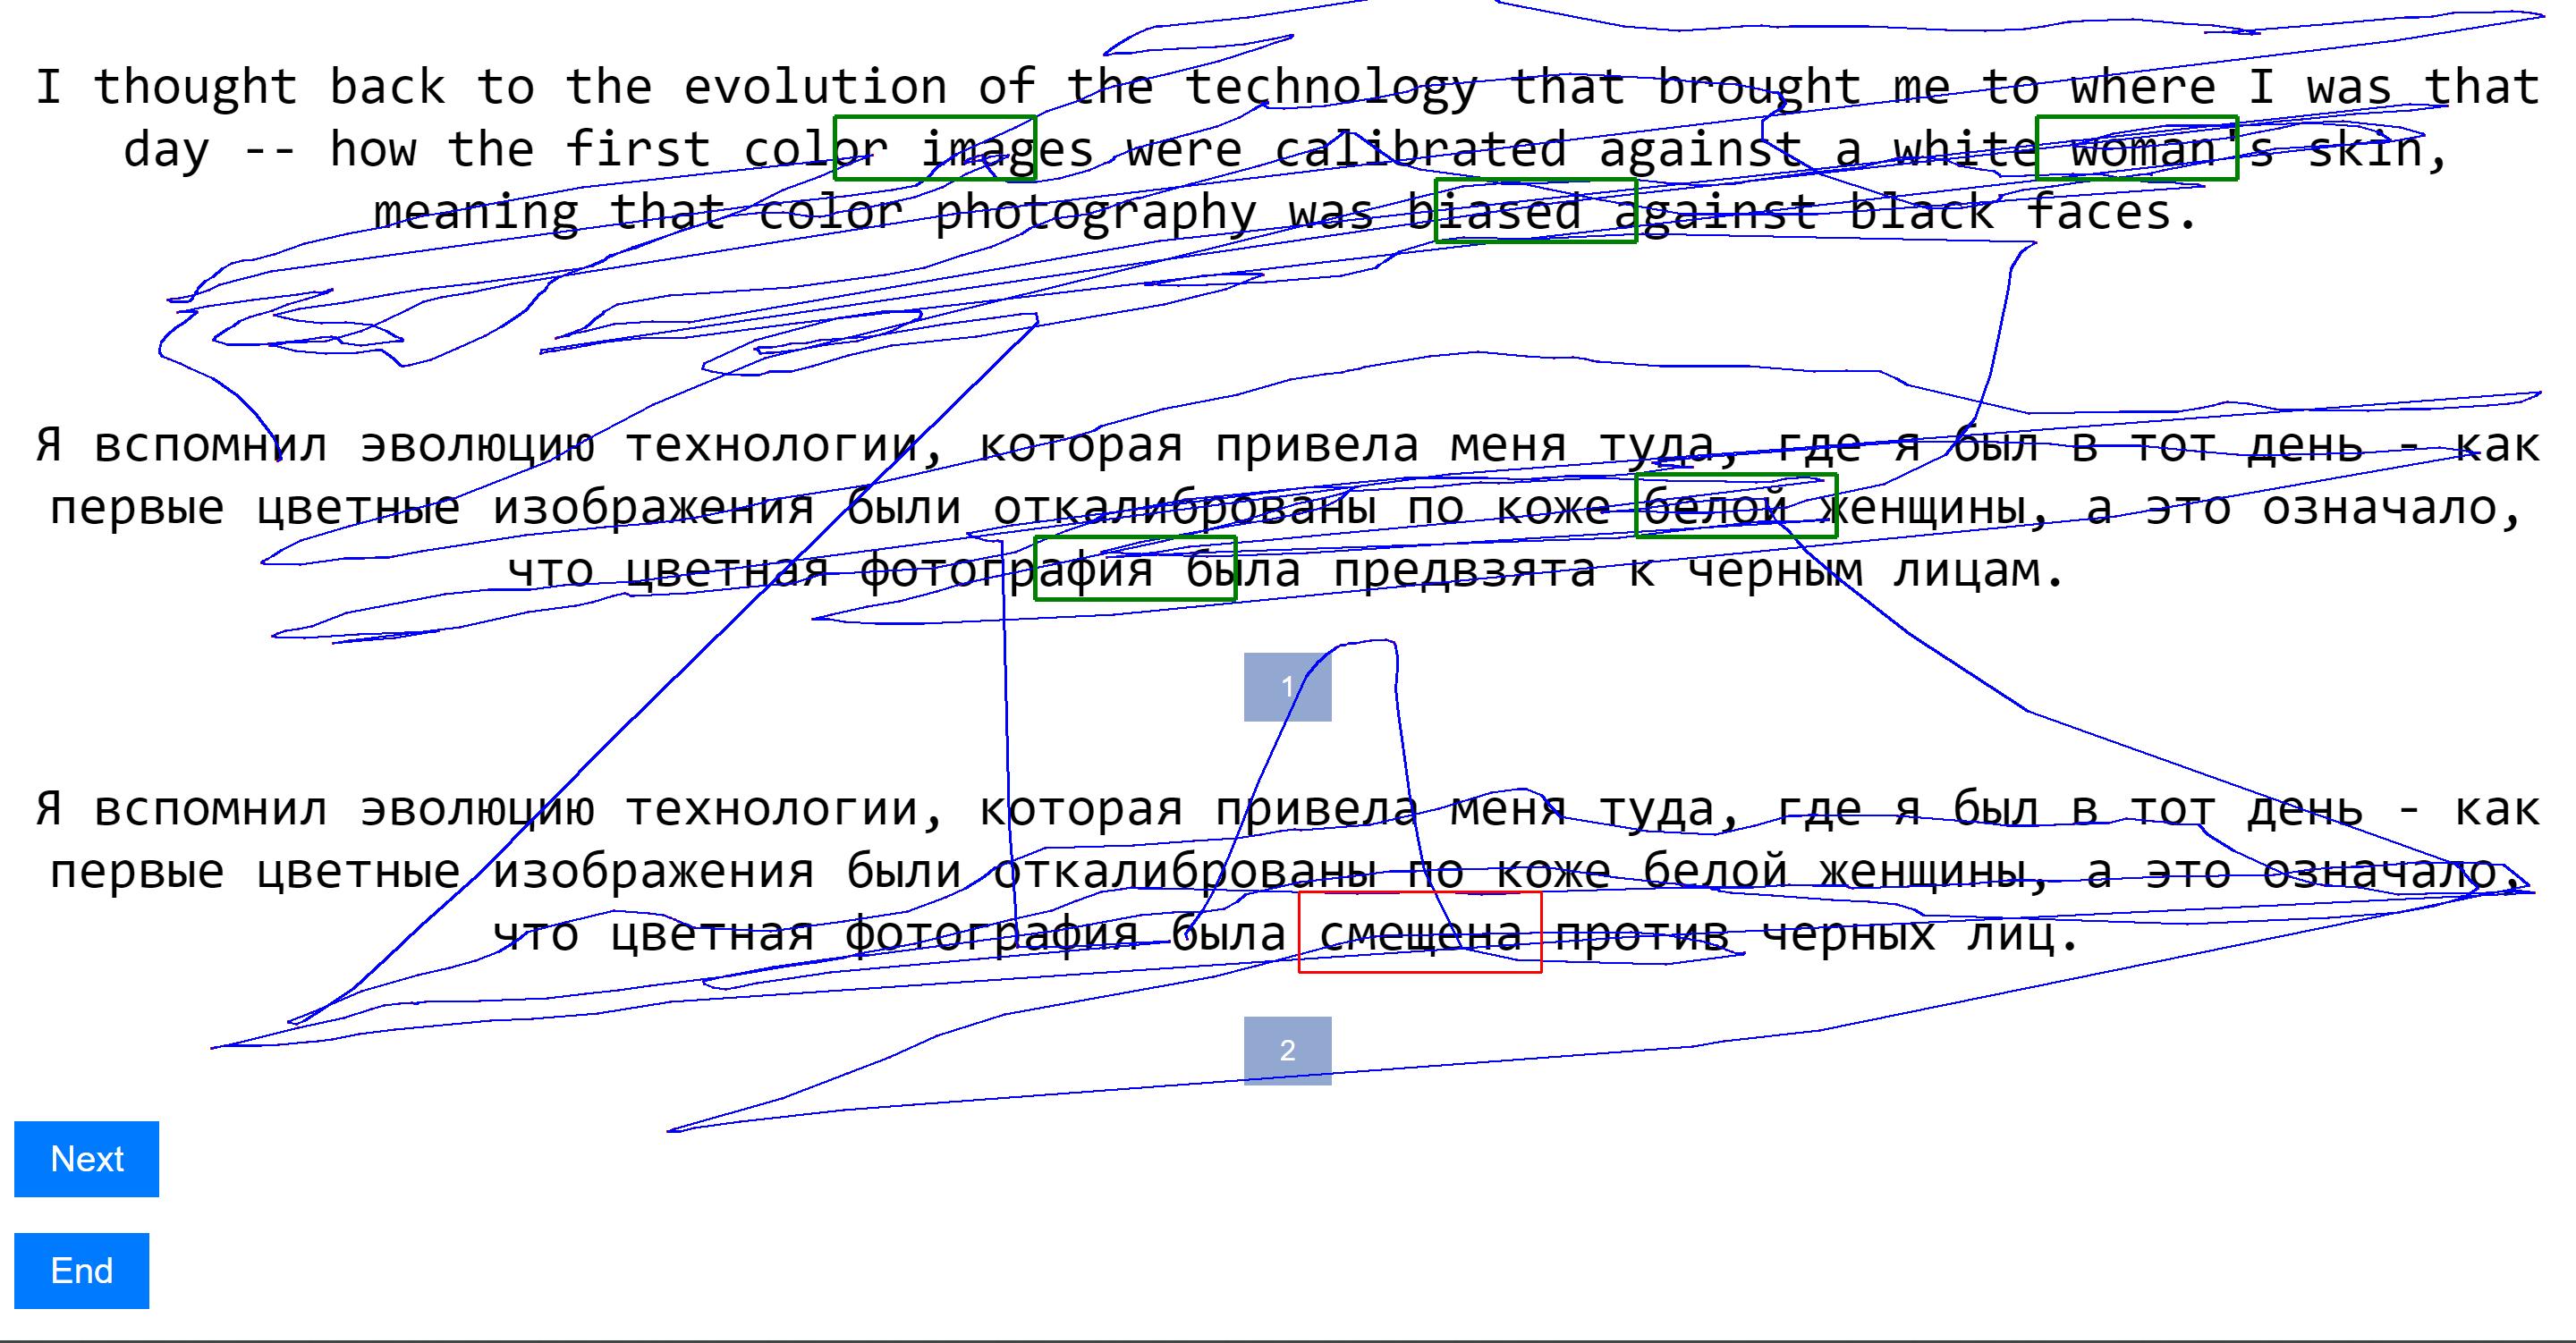 I thought back to the evolution of the technology that brought me to where I was that
day -- how the first color images were calibrated against a white woman's skin,
meaning that color photography was biased against black faces.
Я вспомнил эволюцию технологии, которая привела меня туда, где я был в тот день - как
первые цветные изображения были откалиброваны по коже белой женщины, а это означало,
что цветная фотография была предвзята к черным лицам.
1
Я вспомнил эволюцию технологии, которая привела меня туда, где я был в тот день - как
первые цветные изображения были откалиброваны по коже белой женщины, а это означало,
что цветная фотография была смещена против черных лиц.
2
Next
End